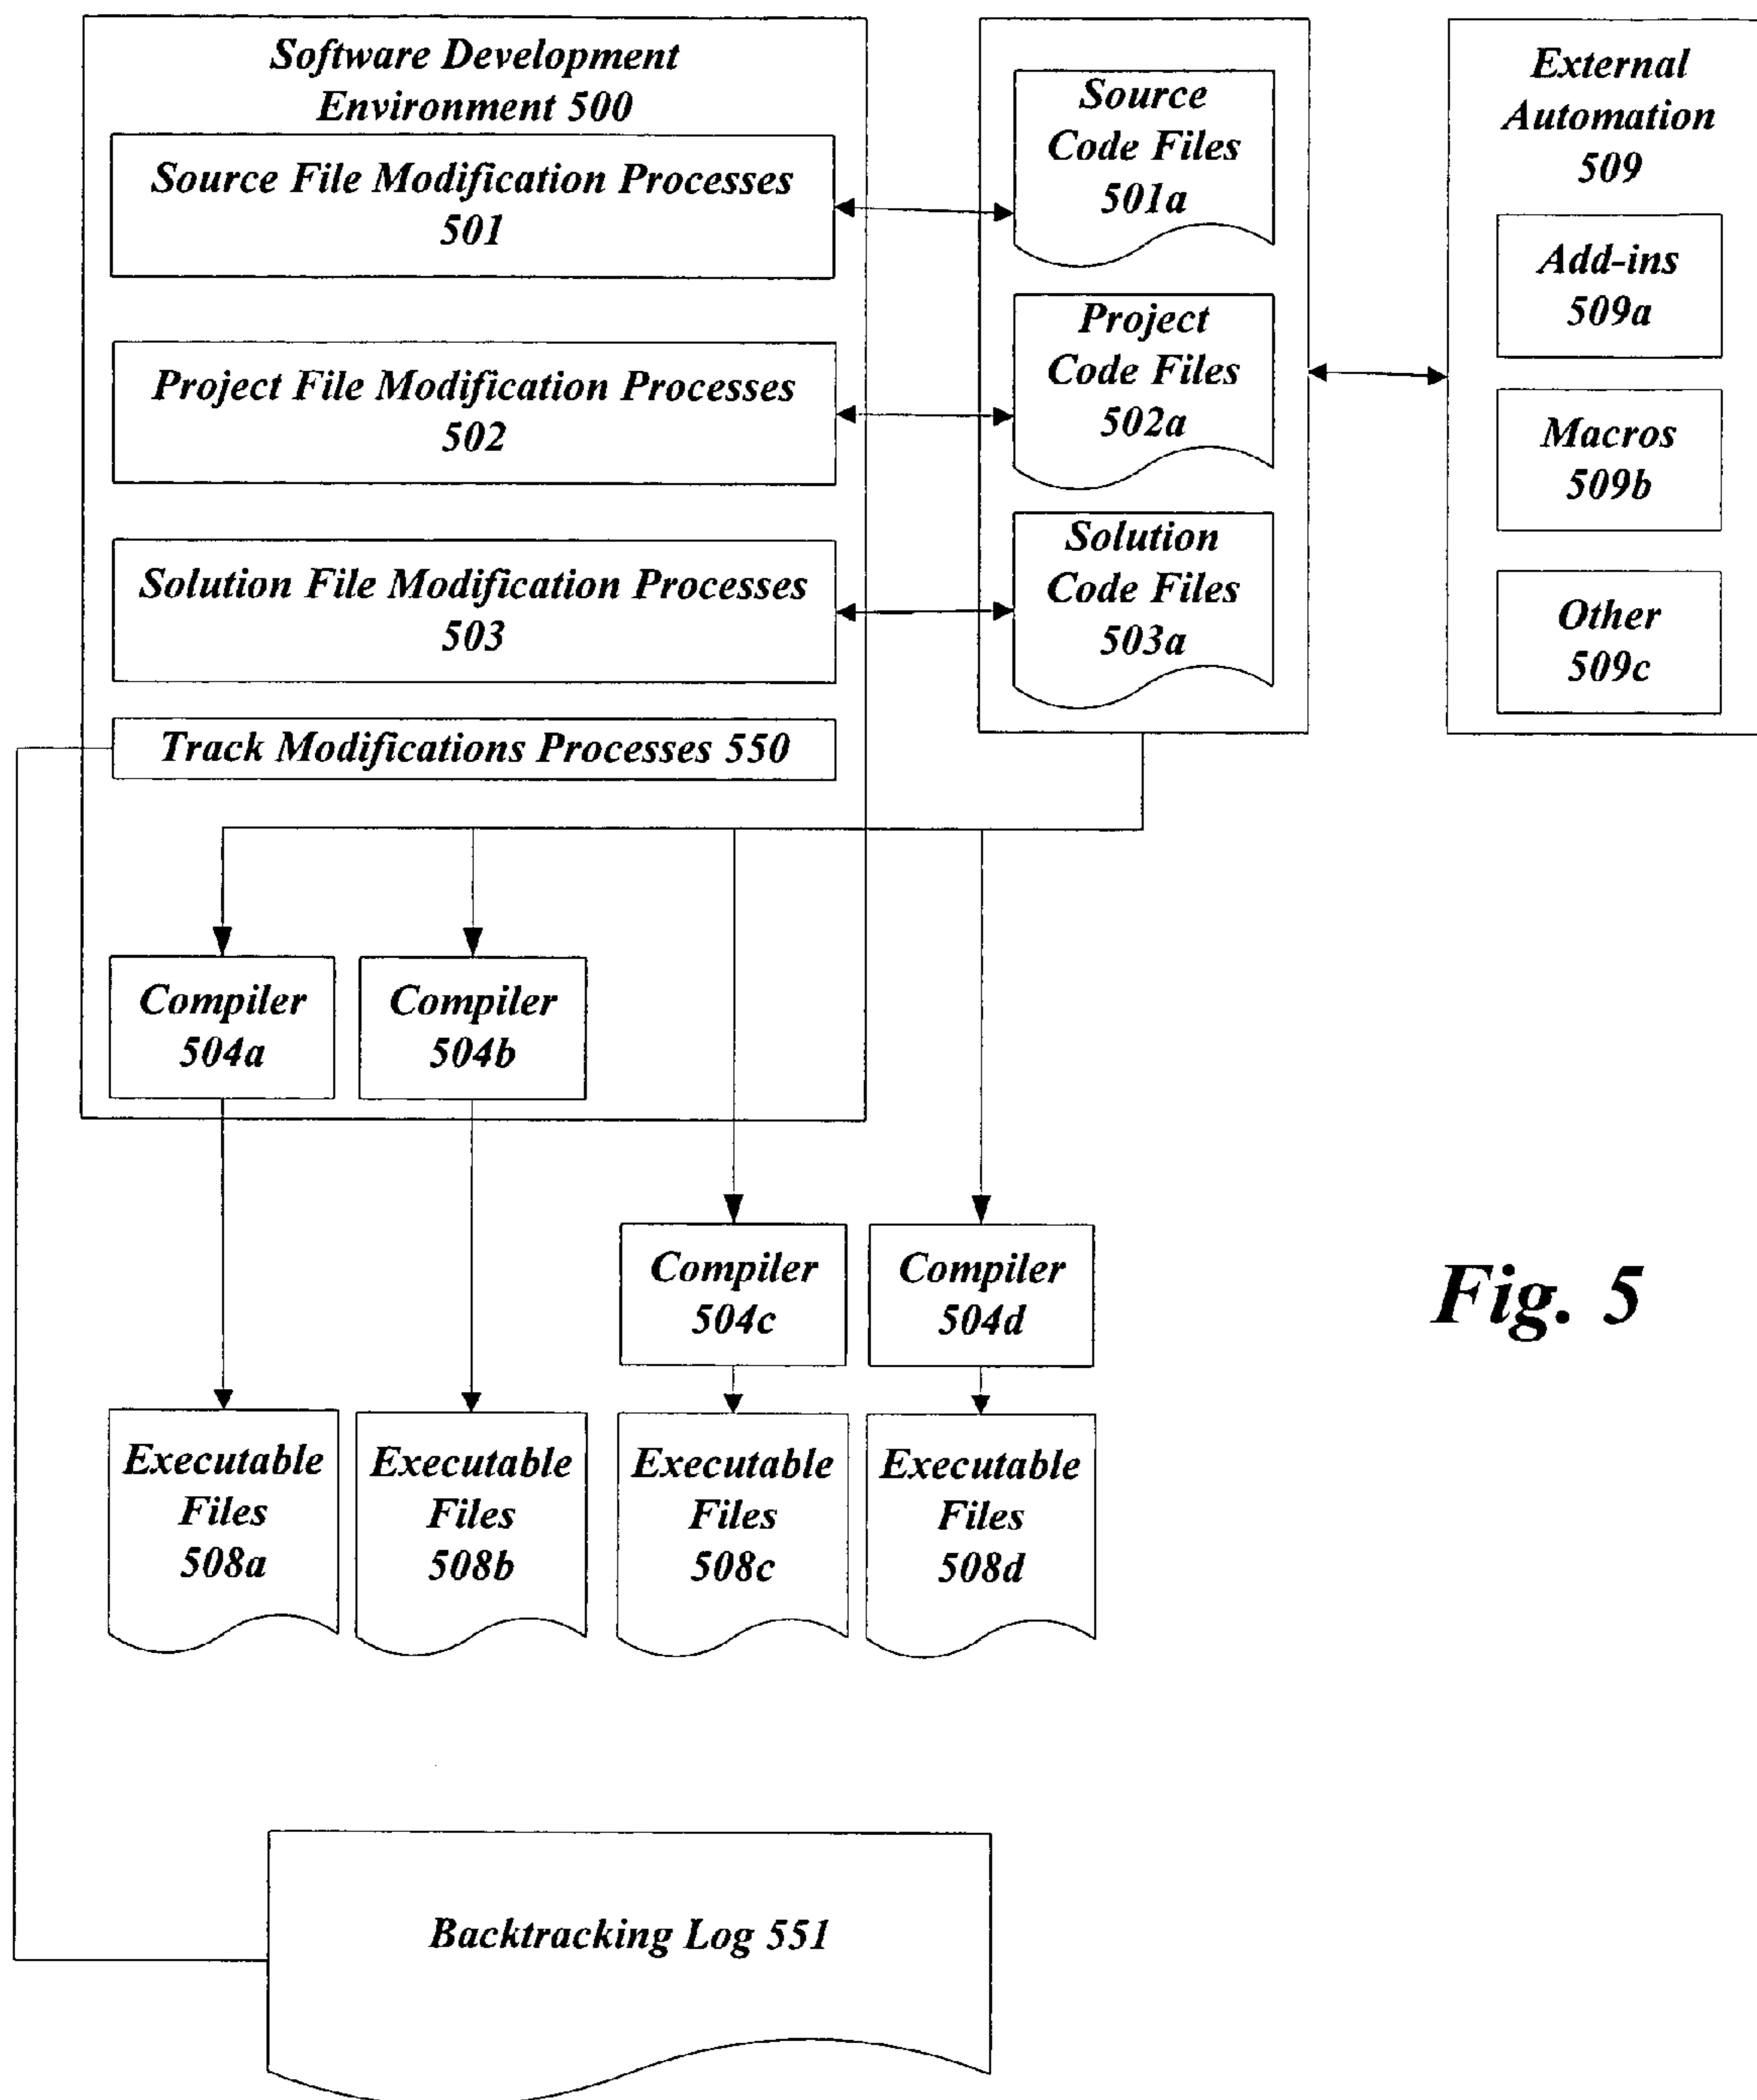 Software Development
Environment 500
Source File Modification Processes
501
Project File Modification Processes
502
Solution File Modification Processes
503
Track Modifications Processes 550
Source
Code Files
501a
Project
Code Files
502a
Solution
Code Files
503a
External
Automation
509
Add-ins
509a
Macros
509b
Other
509c
Compiler
504a
Compiler
504b
Compiler
504c
Compiler
504d
Executable
Files
508a
Executable
Files
508b
Executable
Files
508c
Executable
Files
508d
Fig. 5
Backtracking Log 551